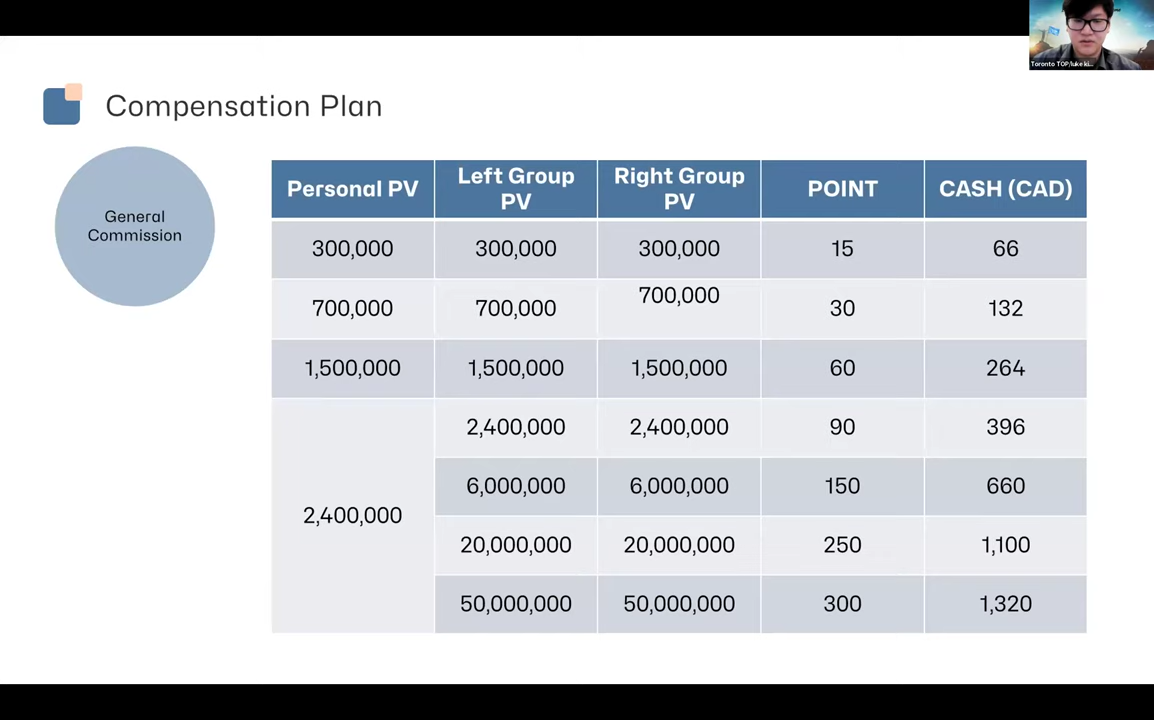 Toronto TOP/luke ki...
Compensation Plan
General
Commission
Personal PV
Left Group
PV
Right Group
PV
POINT
CASH (CAD)
300,000
300,000
300,000
15
66
700,000
700,000
700,000
30
132
1,500,000
1,500,000
1,500,000
60
264
2,400,000
2,400,000
2,400,000
90
396
6,000,000
6,000,000
150
660
20,000,000
20,000,000
250
1,100
50,000,000
50,000,000
300
1,320